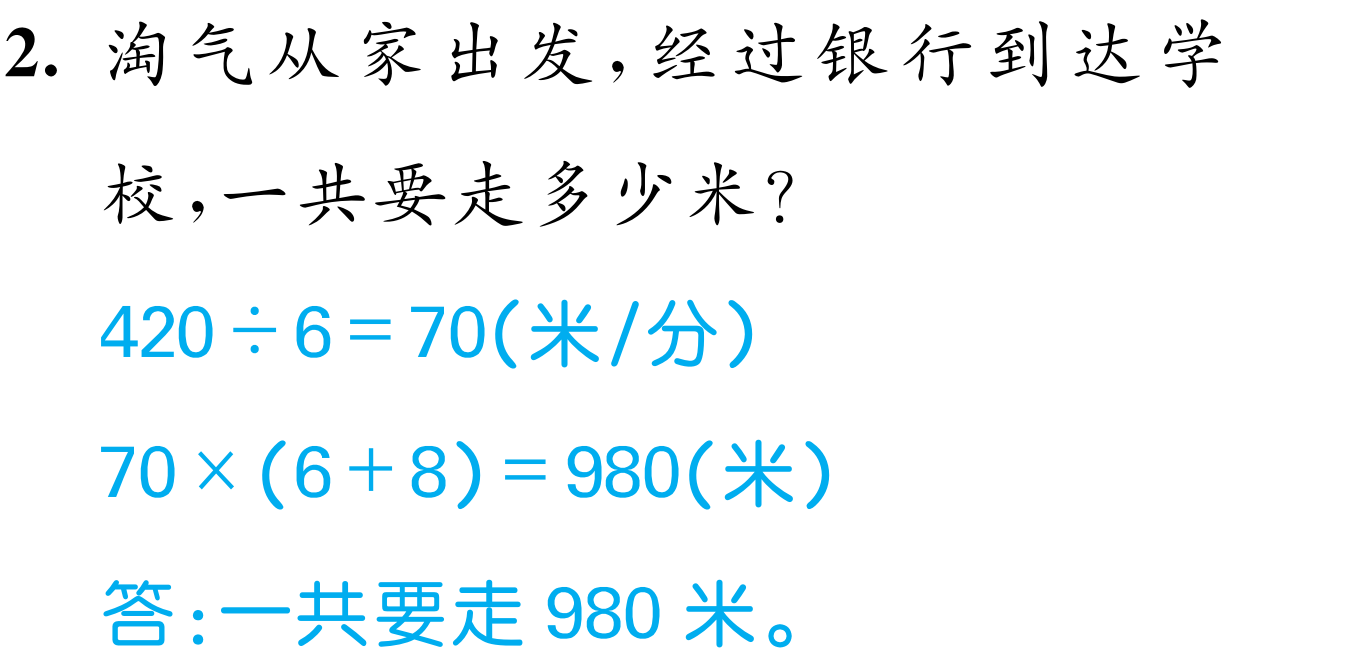 2. 淘气从家出发,经过银行到达学
校,一共要走多少米?
420÷6=70(米/分)
70×(6+8)=980(米)
答:一共要走 980 米。